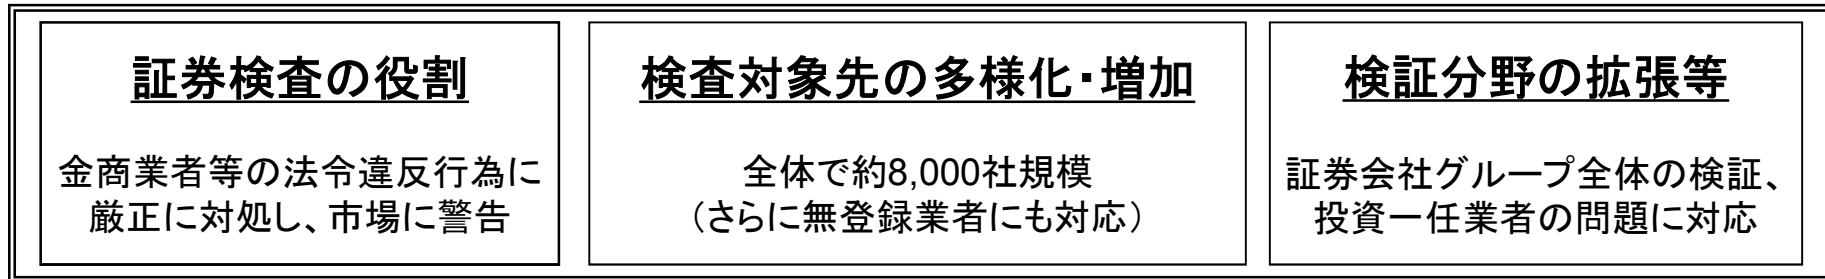 証券検査の役割
金商業者等の法令違反行為に
厳正に対処し、市場に警告
検査対象先の多様化・増加
全体で約8,000社規模
（さらに無登録業者にも対応）
検証分野の拡張等
証券会社グループ全体の検証、
投資一任業者の問題に対応